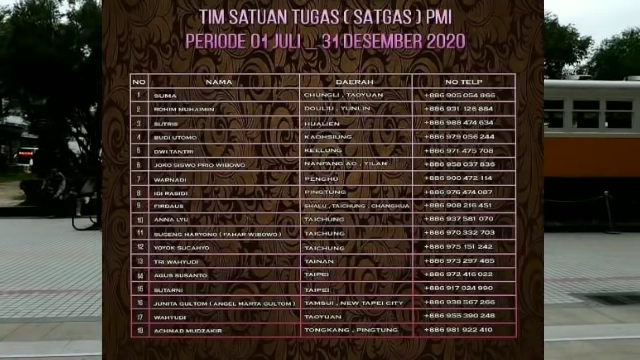 TIM SATUAN TUGAS ( SATGAS ) PMI
PERIODE 01 JULI _ 31 DESEMBER 2020
NO NAMA DAERAH NO TELP
1 SUMA CHUNGLI , TAOYUAN +886 905 054 866
2 ROHIM MUHAIMIN DOULIU , YUNLIN +886 931 128 884
3 SUTRIS HUALIEN +886 988 474 634
4 BUDI UTOMO KAOHSIUNG +886 979 056 244
5 DWI TANTRI KELLUNG +886 971 475 708
6 JOKO SISWO PRIO WIBOWO NANFANG AO , YILAN +886 958 037 836
7 WARNADI PENGHU +886 900 472 114
8 IDI RASIDI PINGTUNG +886 976 474 087
9 FIRDAUS SHALU , TAICHUNG , CHANGHUA +886 908 216 451
10 ANNA LYU TAICHUNG +886 937 581 070
11 SUGENG HARYONO ( FAHAR WIBOWO ) TAICHUNG +886 970 332 703
12 YOYOK SUCAHYO TAICHUNG +886 975 151 242
13 TRI WAHYUDI TAINAN +886 973 297 465
14 AGUS SUSANTO TAIPEI +886 972 416 022
15 SUTARNI TAIPEI +886 917 024 990
16 JUNITA GULTOM ( ANGEL MARTA GULTOM ) TAMSUI , NEW TAPEI CITY +886 938 567 266
17 WAHYUDI TAOYUAN +886 955 390 248
18 ACHMAD MUDZAKIR TONGKANG , PINGTUNG +886 981 922 410